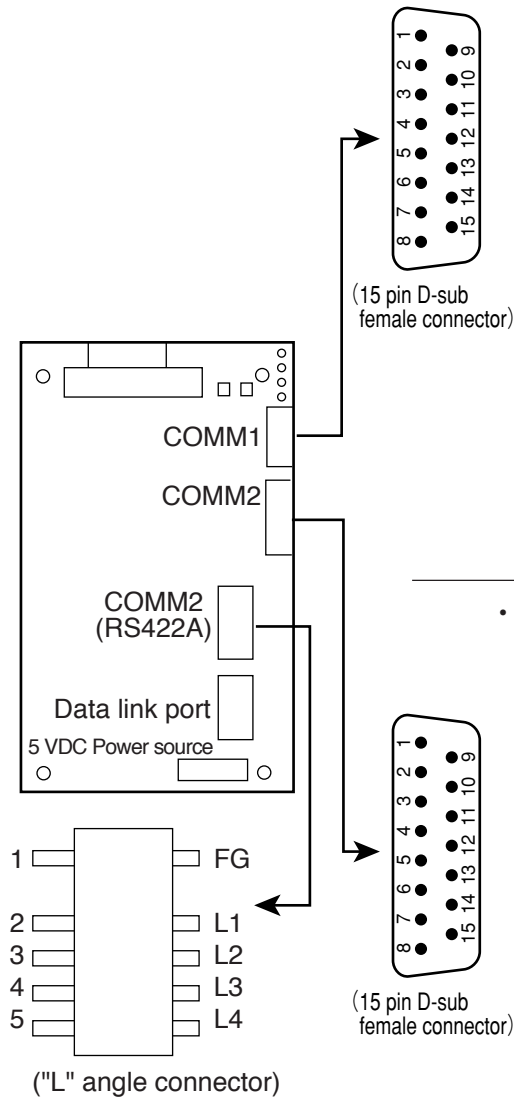 1
2
3
4
5
6
7
8
9
10
11
12
13
14
15
(15 pin D-sub
female connector)
COMM1
COMM2
COMM2
(RS422A)
Data link port
5 VDC Power source
1
2
3
4
5
6
7
8
9
10
11
12
13
14
15
(15 pin D-sub
female connector)
1 FG
2 L1
3 L2
4 L3
5 L4
("L" angle connector)